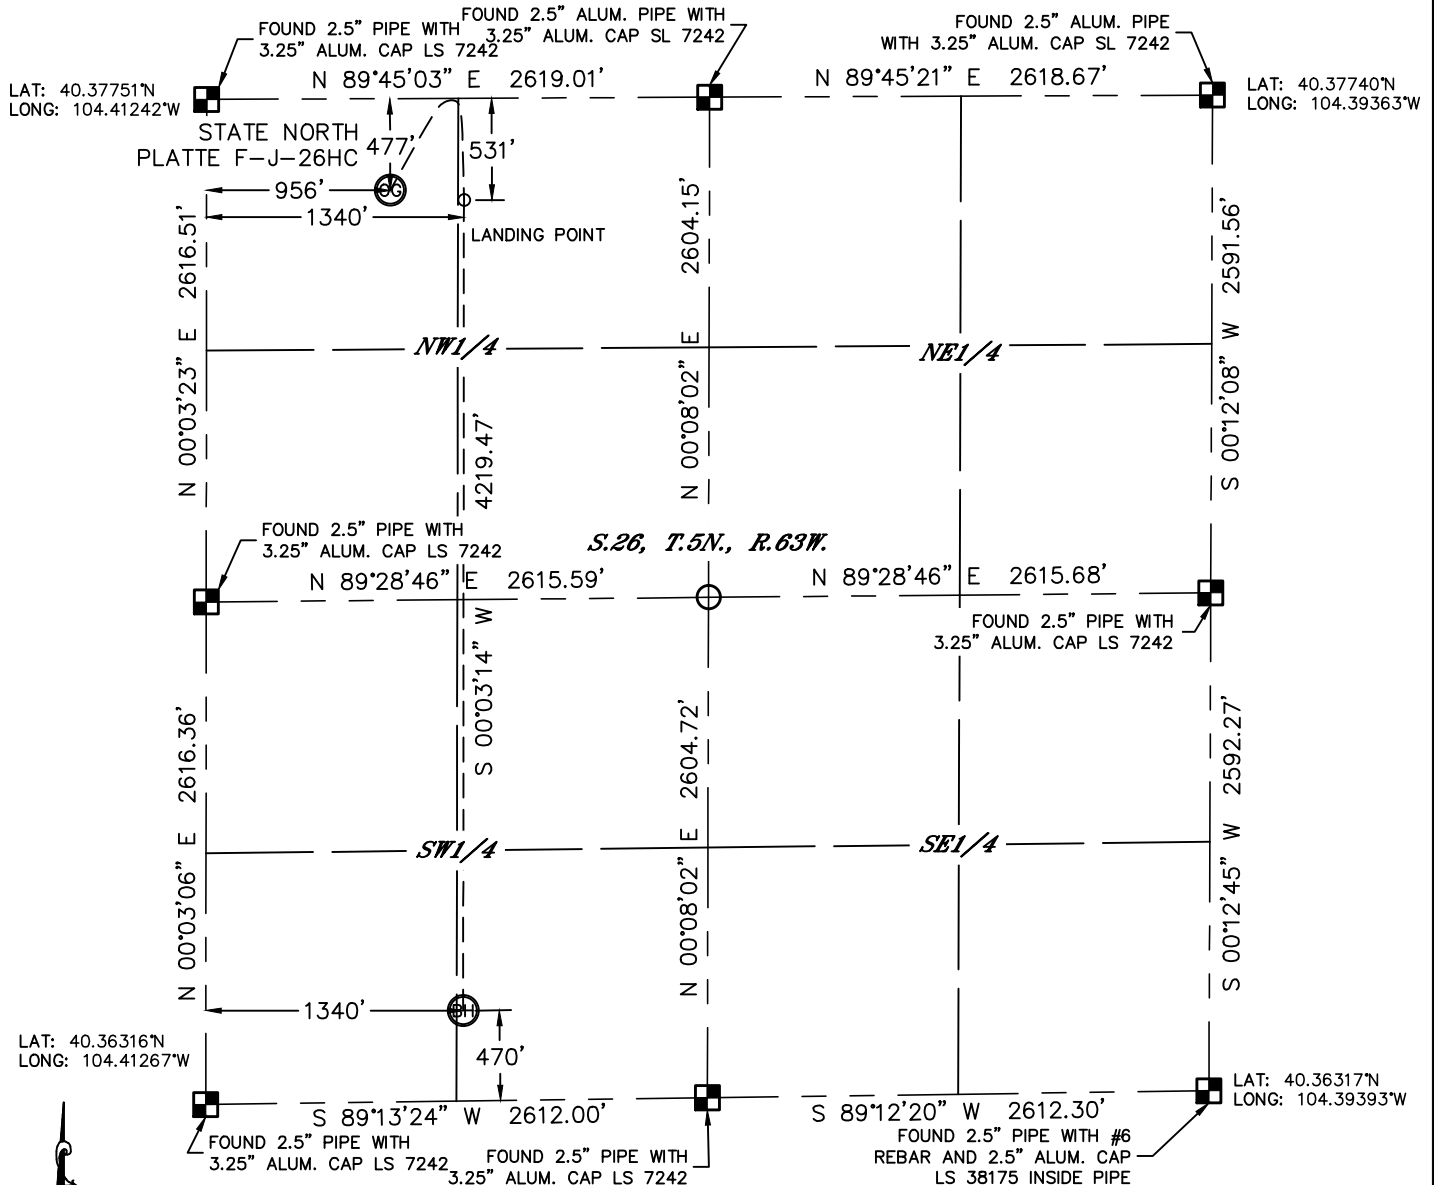 FOUND 2.5" PIPE WITH
3.25" ALUM. CAP LS 7242
FOUND 2.5" ALUM. PIPE WITH
3.25" ALUM. CAP SL 7242
FOUND 2.5" ALUM. PIPE
WITH 3.25" ALUM. CAP SL 7242
LAT: 40.37751°N
LONG: 104.41242°W
N 89°45'03" E 2619.01'
N 89°45'21" E 2618.67'
LAT: 40.37740°N
LONG: 104.39363°W
STATE NORTH
PLATTE F-J-26HC
477'
531'
956'
OG
1340'
LANDING POINT
N 00°03'23" E 2616.51'
N 00°08'02" E 2604.15'
S 00°12'08" W 2591.56'
NW1/4
NE1/4
S 00°03'14" W 4219.47'
FOUND 2.5" PIPE WITH
3.25" ALUM. CAP LS 7242
S.26, T.5N., R.63W.
N 89°28'46" E 2615.59'
N 89°28'46" E 2615.68'
FOUND 2.5" PIPE WITH
3.25" ALUM. CAP LS 7242
N 00°03'06" E 2616.36'
N 00°08'02" E 2604.72'
S 00°12'45" W 2592.27'
SW1/4
SE1/4
1340'
BH
470'
LAT: 40.36316°N
LONG: 104.41267°W
LAT: 40.36317°N
LONG: 104.39393°W
S 89°13'24" W 2612.00'
S 89°12'20" W 2612.30'
FOUND 2.5" PIPE WITH
3.25" ALUM. CAP LS 7242
FOUND 2.5" PIPE WITH
3.25" ALUM. CAP LS 7242
FOUND 2.5" PIPE WITH #6
REBAR AND 2.5" ALUM. CAP
LS 38175 INSIDE PIPE